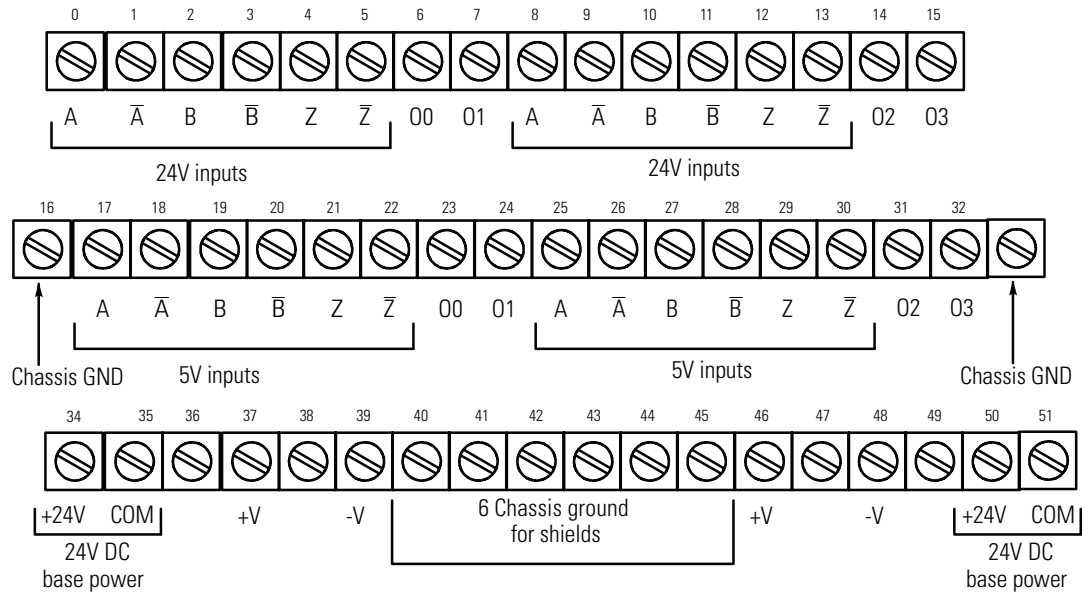 0 1 2 3 4 5 6 7 8 9 10 11 12 13 14 15
A A̅ B B̅ Z Z̅ O0 O1 A A̅ B B̅ Z Z̅ O2 O3
24V inputs 24V inputs
16 17 18 19 20 21 22 23 24 25 26 27 28 29 30 31 32
A A̅ B B̅ Z Z̅ O0 O1 A A̅ B B̅ Z Z̅ O2 O3
Chassis GND 5V inputs 5V inputs Chassis GND
34 35 36 37 38 39 40 41 42 43 44 45 46 47 48 49 50 51
+24V COM +V -V 6 Chassis ground +V -V +24V COM
for shields
24V DC 24V DC
base power base power